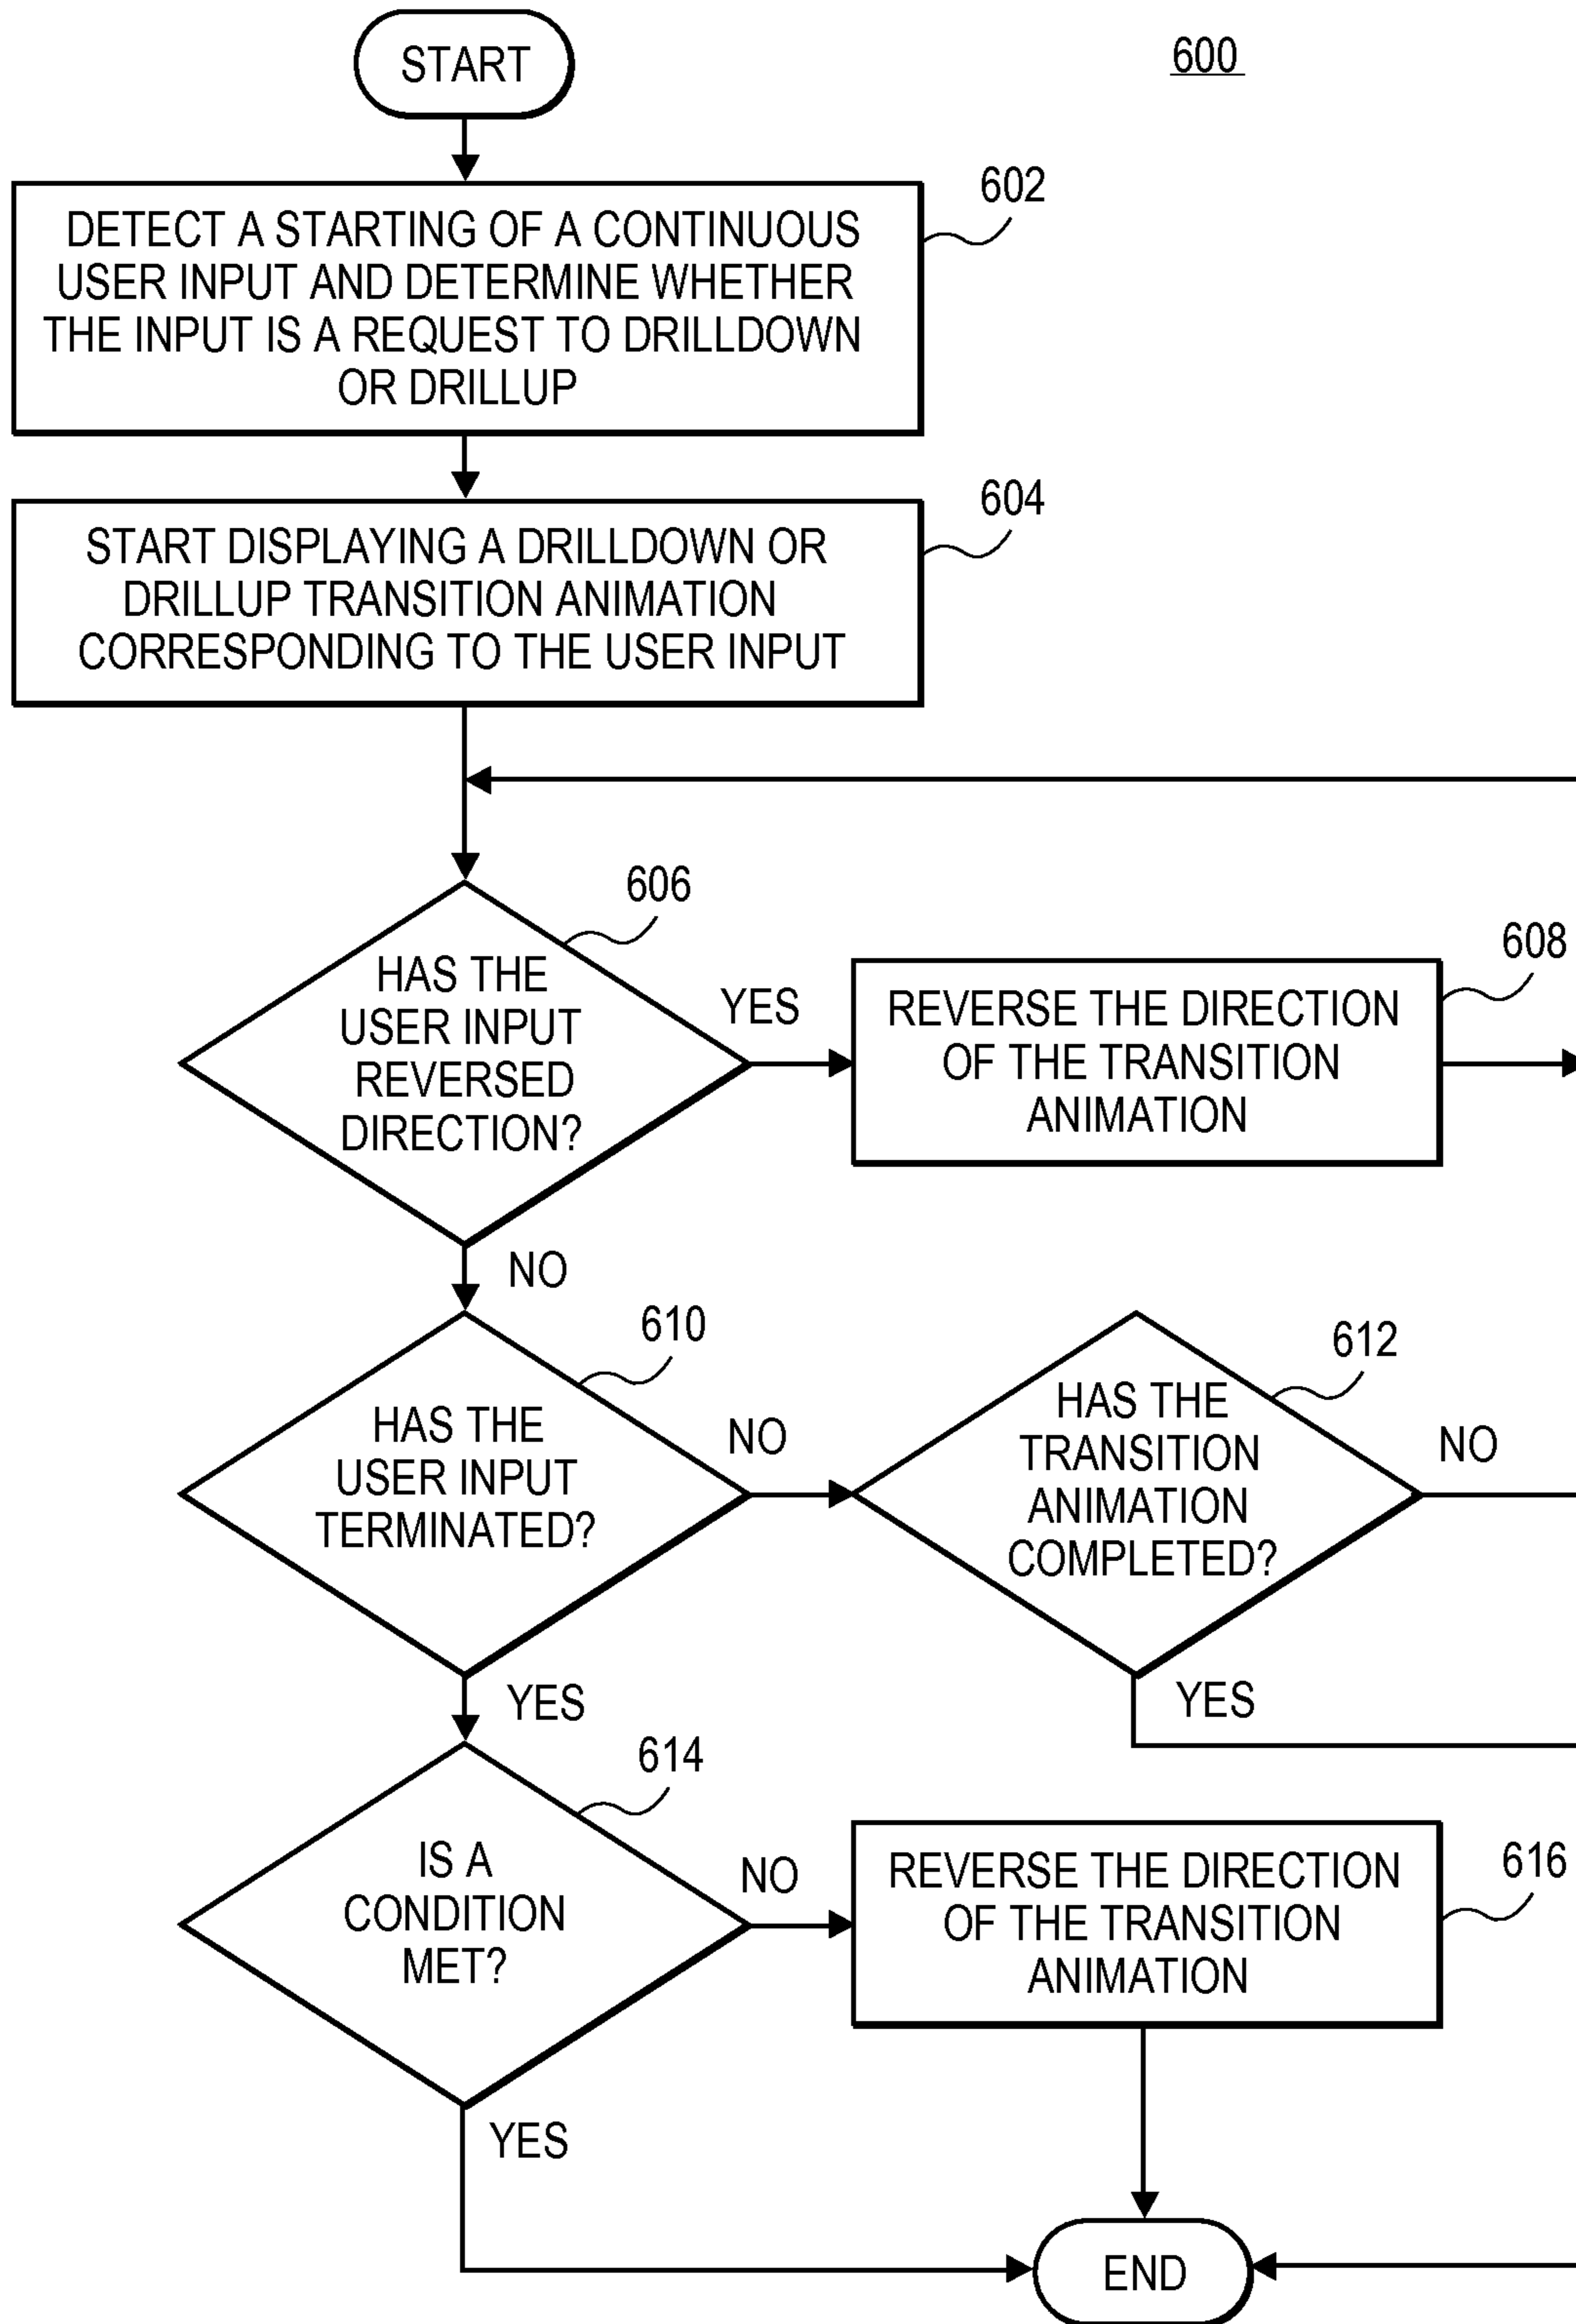 START
600
602
DETECT A STARTING OF A CONTINUOUS
USER INPUT AND DETERMINE WHETHER
THE INPUT IS A REQUEST TO DRILLDOWN
OR DRILLUP
604
START DISPLAYING A DRILLDOWN OR
DRILLUP TRANSITION ANIMATION
CORRESPONDING TO THE USER INPUT
606
HAS THE
USER INPUT
REVERSED
DIRECTION?
YES
608
REVERSE THE DIRECTION
OF THE TRANSITION
ANIMATION
NO
610
HAS THE
USER INPUT
TERMINATED?
NO
612
HAS THE
TRANSITION
ANIMATION
COMPLETED?
NO
YES
YES
614
IS A
CONDITION
MET?
NO
616
REVERSE THE DIRECTION
OF THE TRANSITION
ANIMATION
YES
END